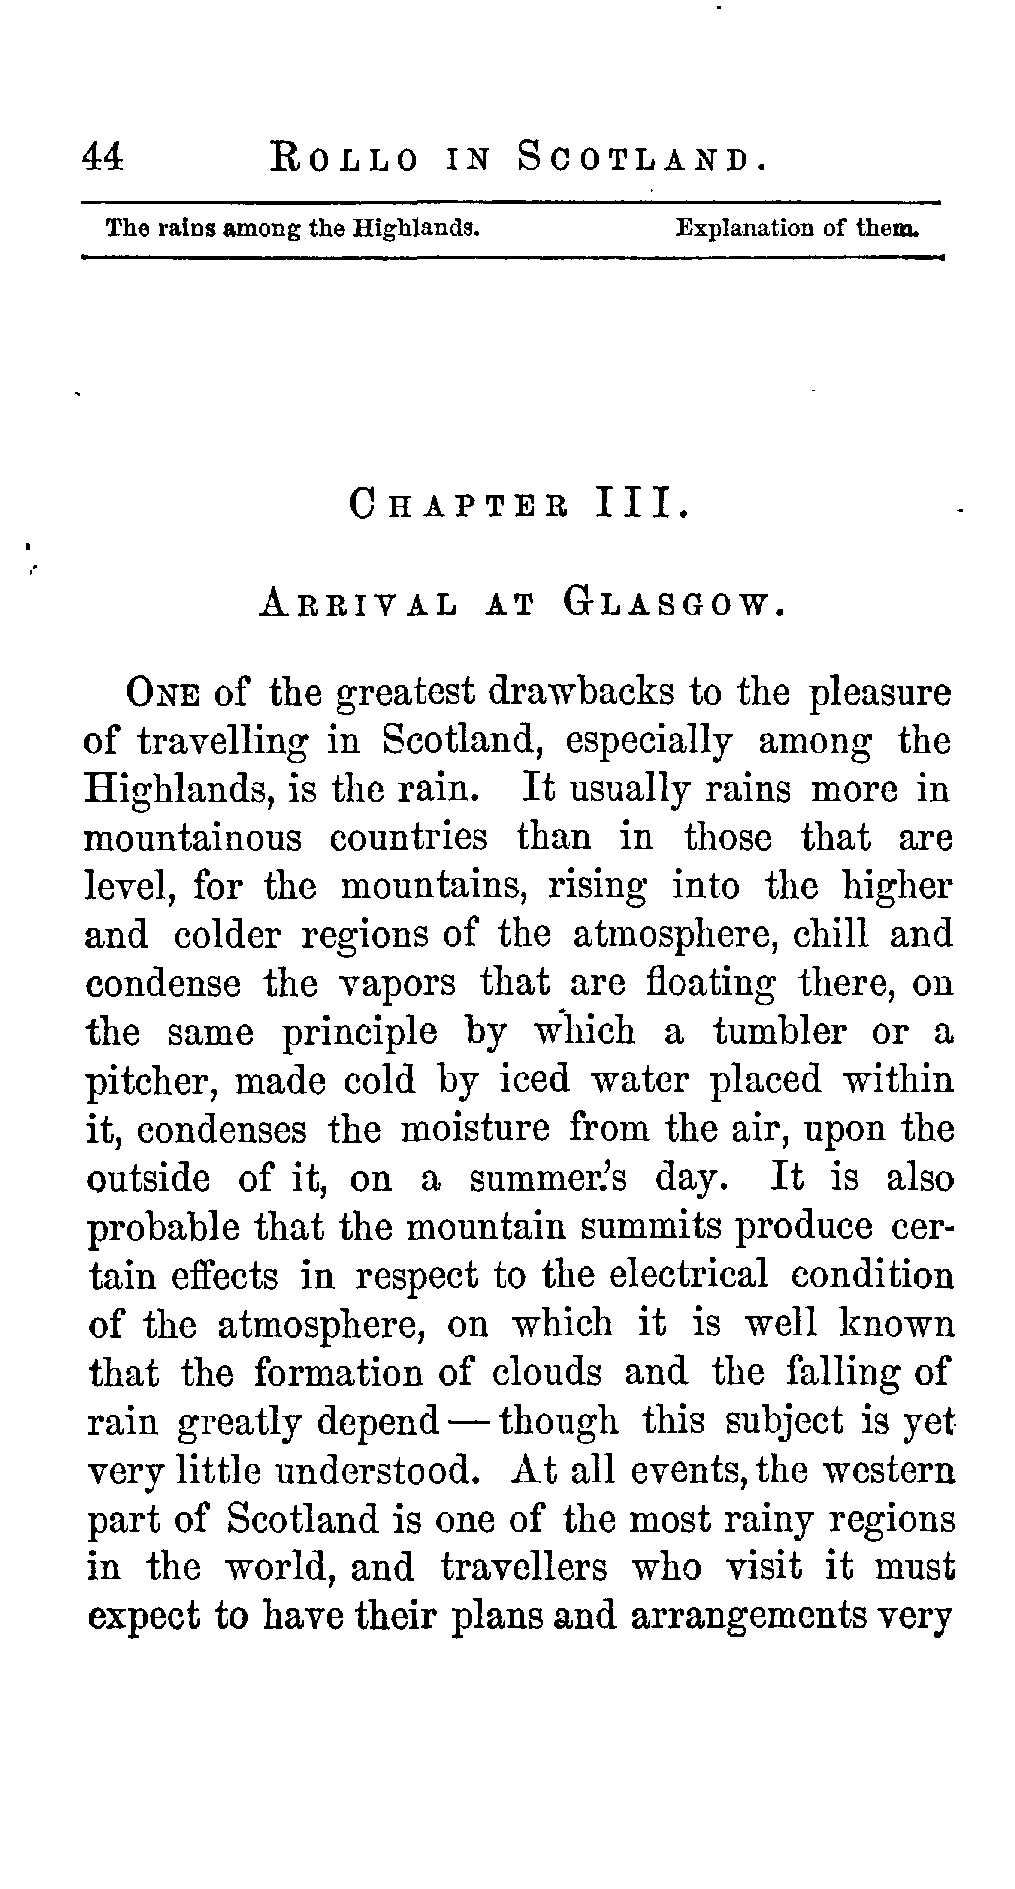 44 ROLLO IN SCOTLAND.
The rains among the Highlands. Explanation of them.
CHAPTER III.
ARRIVAL AT GLASGOW.
ONE of the greatest drawbacks to the pleasure
of travelling in Scotland, especially among the
Highlands, is the rain. It usually rains more in
mountainous countries than in those that are
level, for the mountains, rising into the higher
and colder regions of the atmosphere, chill and
condense the vapors that are floating there, on
the same principle by which a tumbler or a
pitcher, made cold by iced water placed within
it, condenses the moisture from the air, upon the
outside of it, on a summer's day. It is also
probable that the mountain summits produce cer-
tain effects in respect to the electrical condition
of the atmosphere, on which it is well known
that the formation of clouds and the falling of
rain greatly depend — though this subject is yet
very little understood. At all events, the western
part of Scotland is one of the most rainy regions
in the world, and travellers who visit it must
expect to have their plans and arrangements very